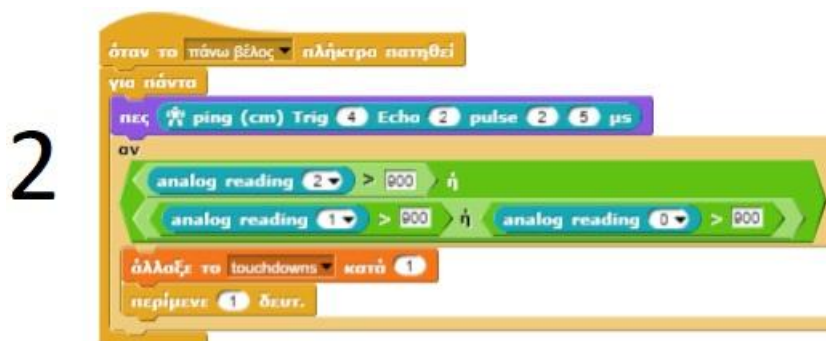 όταν το πάνω βέλος πλήκτρο πατηθεί
για πάντα
πες ping (cm) Trig 4 Echo 2 pulse 2 5 μs
αν
2
analog reading 2 > 900 ή
analog reading 1 > 900 ή analog reading 0 > 900
άλλαξε το touchdowns κατά 1
περίμενε 1 δευτ.